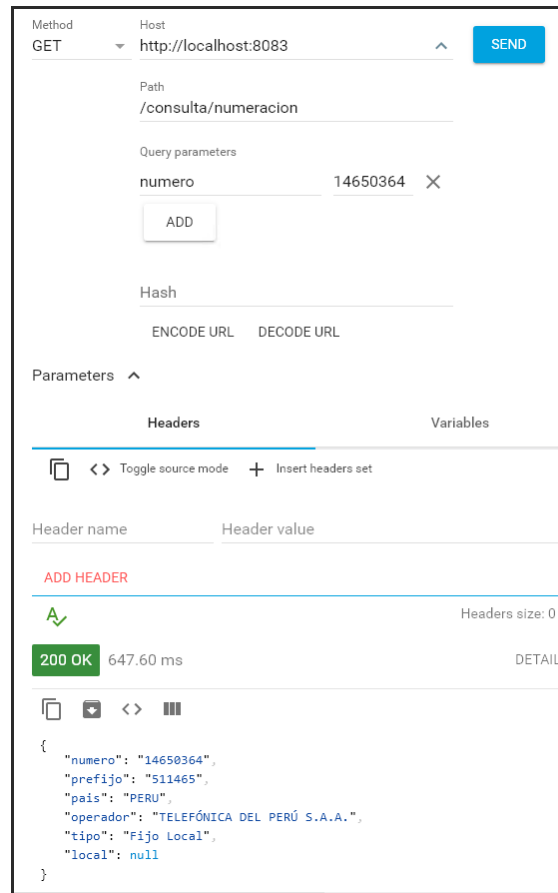 Method Host
GET http://localhost:8083 SEND
Path
/consulta/numeracion
Query parameters
numero 14650364
ADD
Hash
ENCODE URL DECODE URL
Parameters
Headers Variables
Toggle source mode Insert headers set
Header name Header value
ADD HEADER
Headers size: 0
200 OK 647.60 ms DETAIL
{
"numero": "14650364",
"prefijo": "511465",
"pais": "PERU",
"operador": "TELEFÓNICA DEL PERÚ S.A.A.",
"tipo": "Fijo Local",
"local": null
}